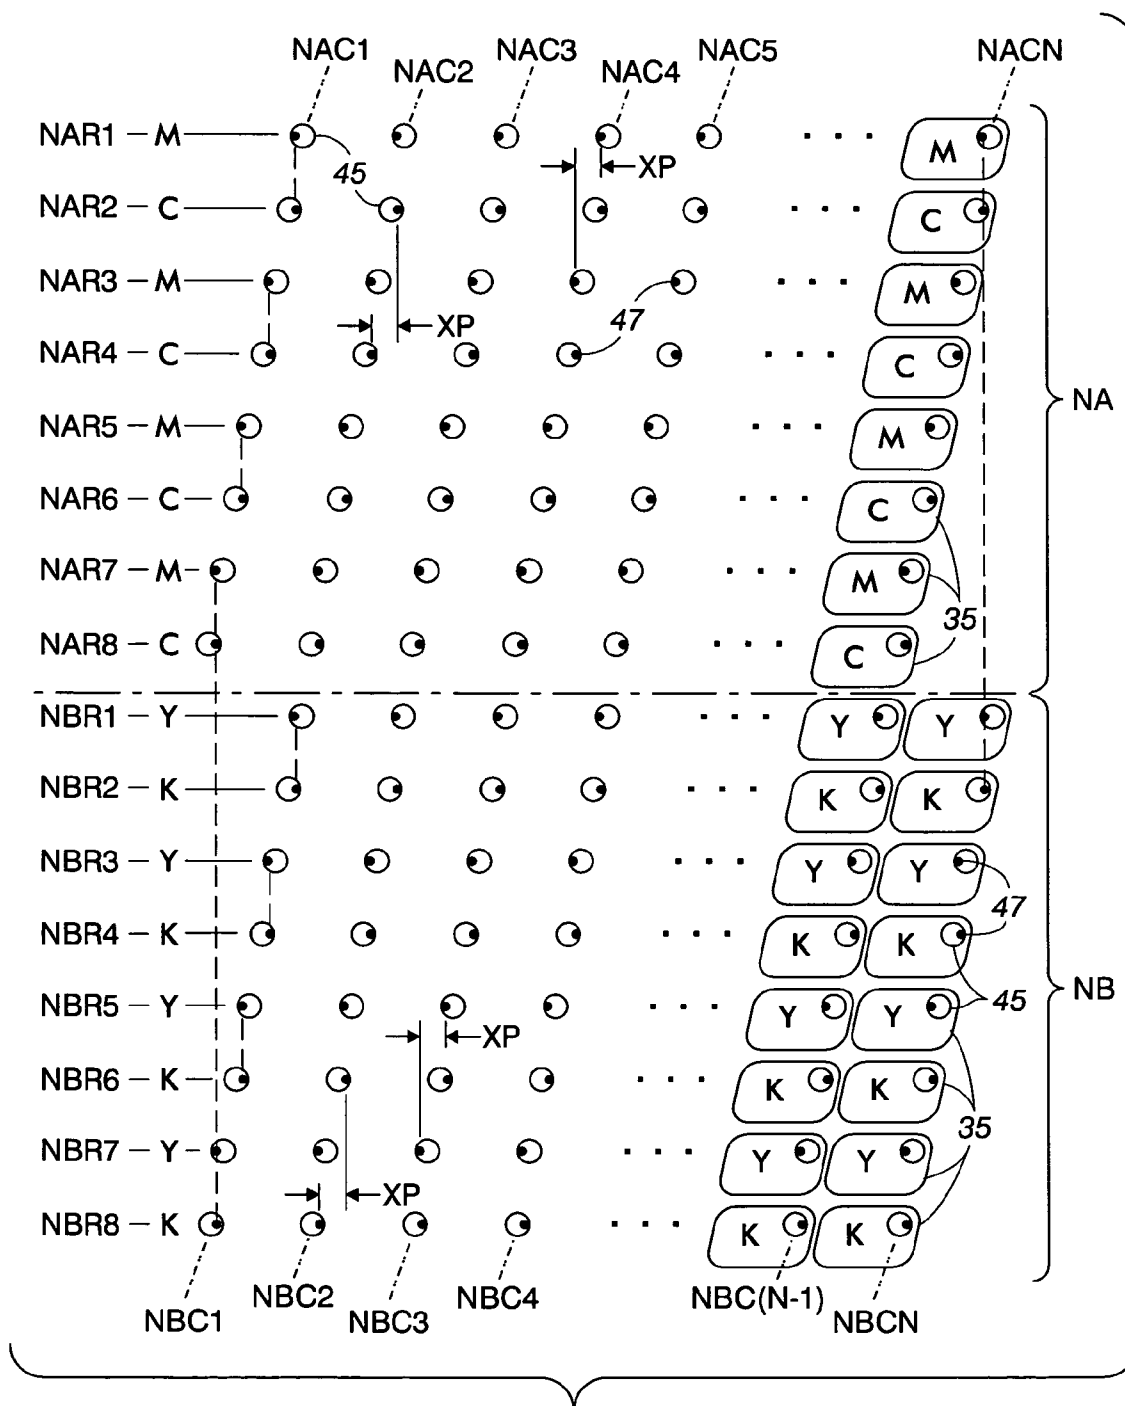 NAC1 NAC2 NAC3 NAC4 NAC5 NACN
NAR1 – M M
45 XP
NAR2 – C C
NAR3 – M M
XP 47
NAR4 – C C
NA
NAR5 – M M
NAR6 – C C
NAR7 – M M
35
NAR8 – C C
NBR1 – Y Y Y
NBR2 – K K K
NBR3 – Y Y Y
47
NBR4 – K K K
NBR5 – Y Y Y 45 NB
XP
NBR6 – K K K
35
NBR7 – Y Y Y
XP
NBR8 – K K K
NBC1 NBC2 NBC3 NBC4 NBC(N-1) NBCN